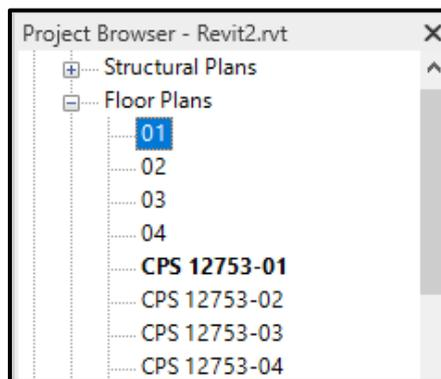 Project Browser - Revit2.rvt
Structural Plans
Floor Plans
01
02
03
04
CPS 12753-01
CPS 12753-02
CPS 12753-03
CPS 12753-04